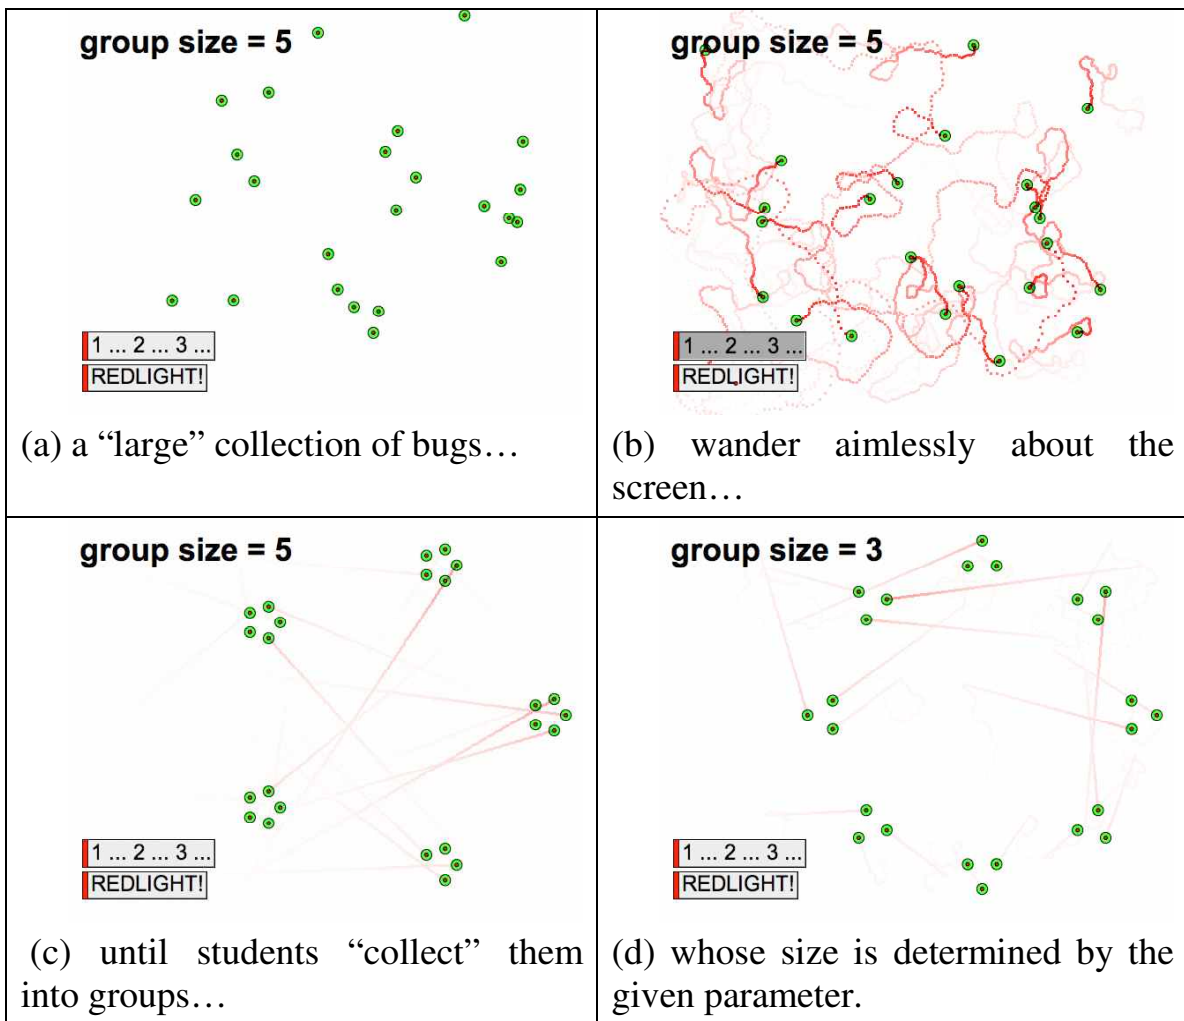 group size = 5
1 ... 2 ... 3 ...
REDLIGHT!
(a) a “large” collection of bugs…
group size = 5
1 ... 2 ... 3 ...
REDLIGHT!
(b) wander aimlessly about the
screen…
group size = 5
1 ... 2 ... 3 ...
REDLIGHT!
(c) until students “collect” them
into groups…
group size = 3
1 ... 2 ... 3 ...
REDLIGHT!
(d) whose size is determined by the
given parameter.